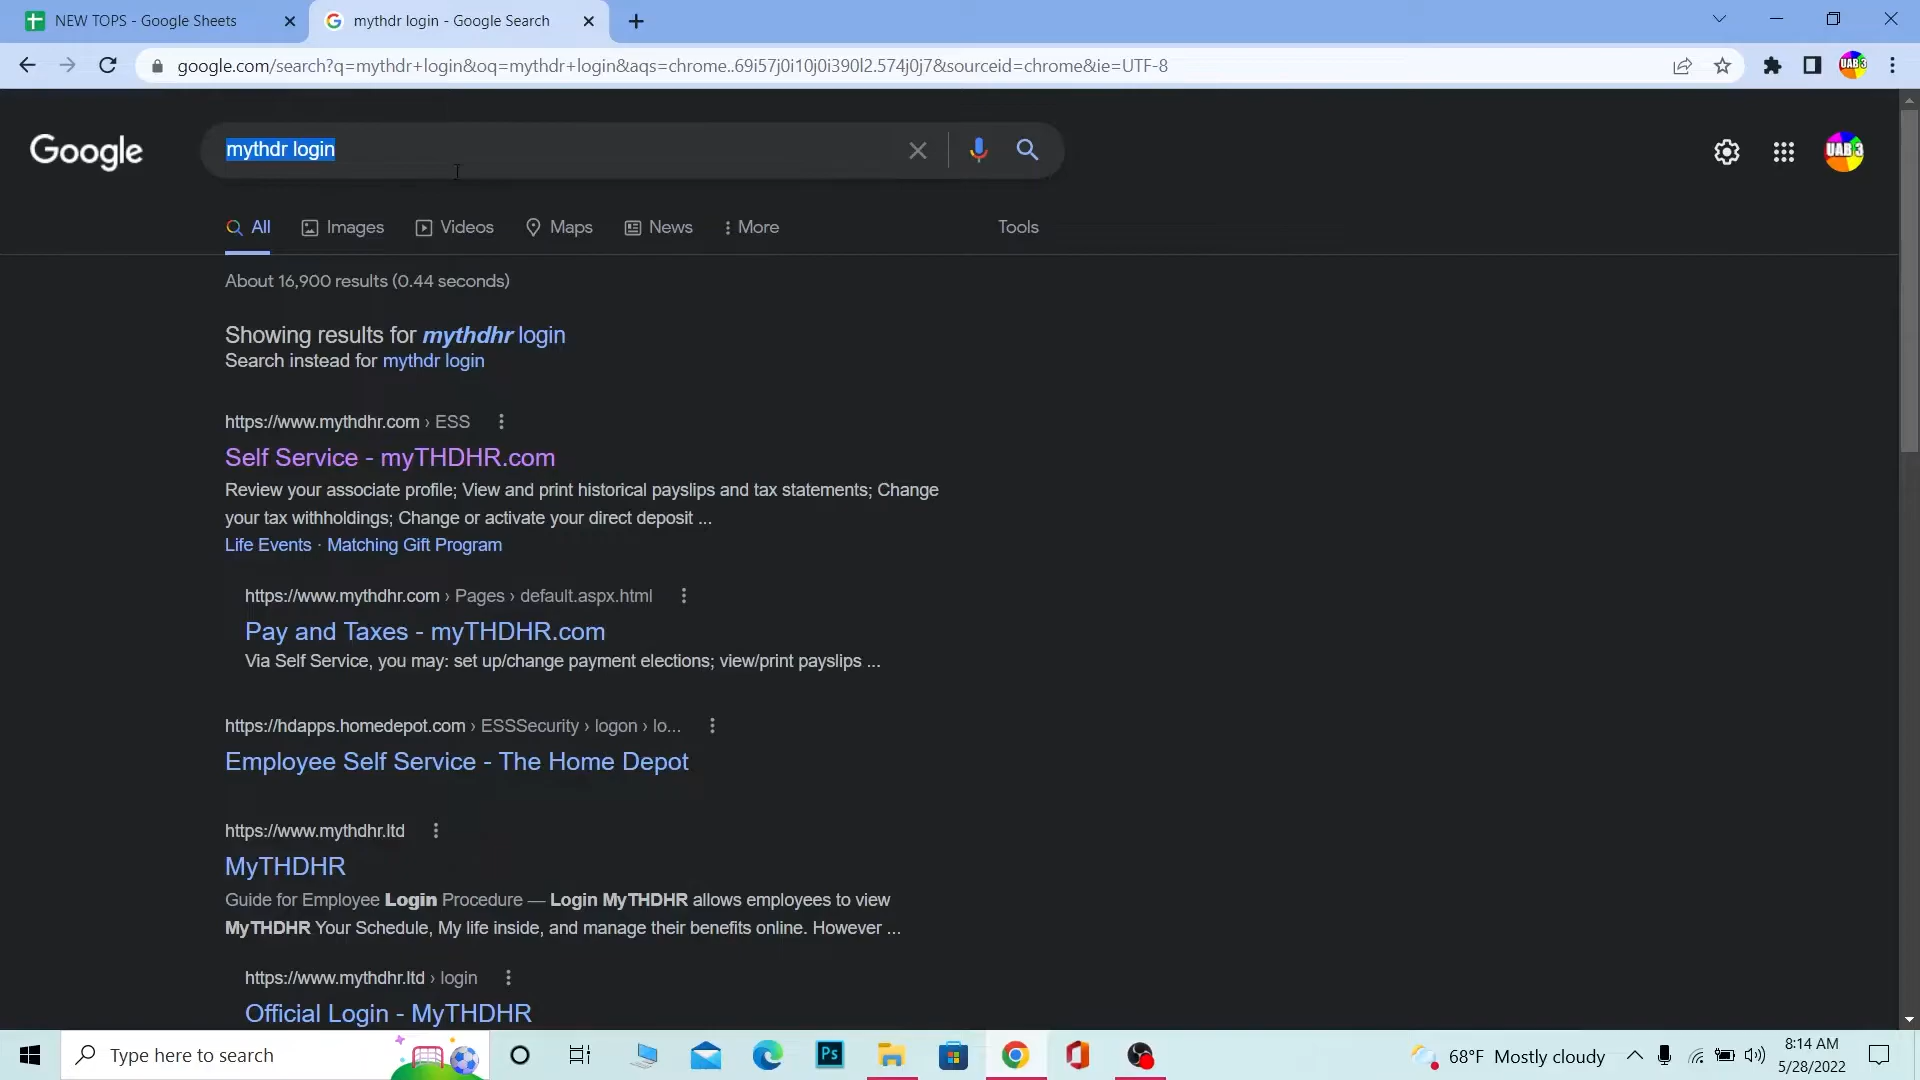 NEW TOPS - Google Sheets
mythdr login - Google Search
google.com/search?q=mythdr+login&oq=mythdr+login&aqs=chrome..69i57j0i10j0i390l2.574j0j7&sourceid=chrome&ie=UTF-8
UAB 3
Google
mythdr login
UAB 3
All
Images
Videos
Maps
News
More
Tools
About 16,900 results (0.44 seconds)
Showing results for mythdhr login
Search instead for mythdr login
https://www.mythdhr.com › ESS
Self Service - myTHDHR.com
Review your associate profile; View and print historical payslips and tax statements; Change
your tax withholdings; Change or activate your direct deposit ...
Life Events · Matching Gift Program
https://www.mythdhr.com › Pages › default.aspx.html
Pay and Taxes - myTHDHR.com
Via Self Service, you may: set up/change payment elections; view/print payslips ...
https://hdapps.homedepot.com › ESSSecurity › logon › lo...
Employee Self Service - The Home Depot
https://www.mythdhr.ltd
MyTHDHR
Guide for Employee Login Procedure — Login MyTHDHR allows employees to view
MyTHDHR Your Schedule, My life inside, and manage their benefits online. However ...
https://www.mythdhr.ltd › login
Official Login - MyTHDHR
Type here to search
Ps
68°F Mostly cloudy
8:14 AM
5/28/2022